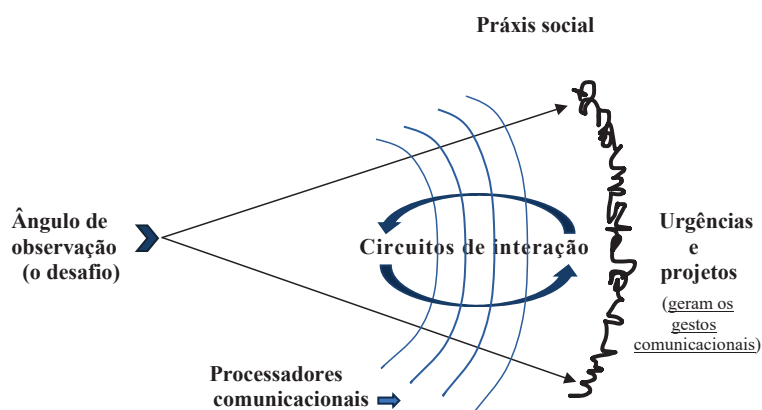 Práxis social
Ângulo de
observação
(o desafio)
Circuitos de interação
Urgências
e
projetos
(geram os
gestos
comunicacionais)
Processadores
comunicacionais